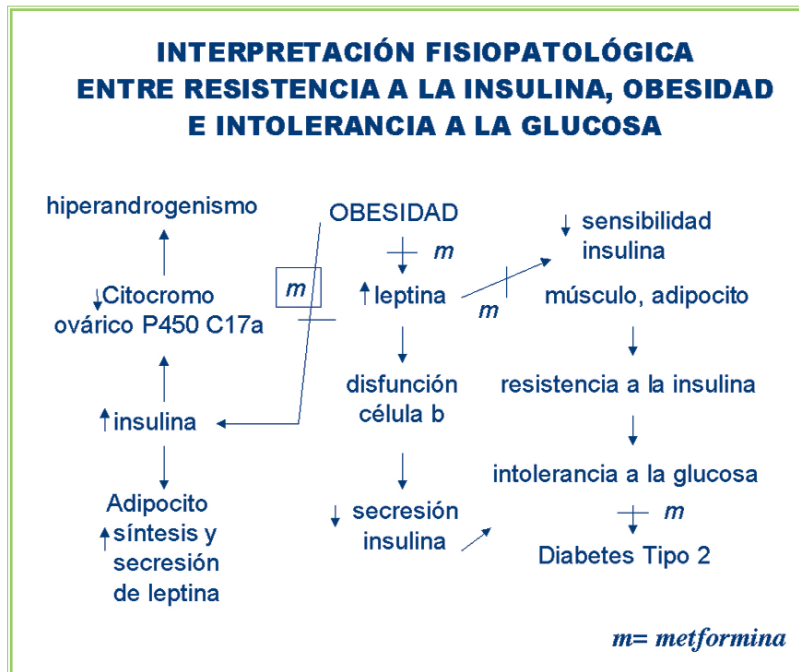 INTERPRETACIÓN FISIOPATOLÓGICA
ENTRE RESISTENCIA A LA INSULINA, OBESIDAD
E INTOLERANCIA A LA GLUCOSA
hiperandrogenismo
↓Citocromo
ovárico P450 C17a
↑insulina
Adipocito
↑ síntesis y
secreción
de leptina
OBESIDAD
m
m
↑leptina
m
disfunción
célula b
↓ secreción
insulina
↓ sensibilidad
insulina
músculo, adipocito
resistencia a la insulina
intolerancia a la glucosa
m
Diabetes Tipo 2
m= metformina